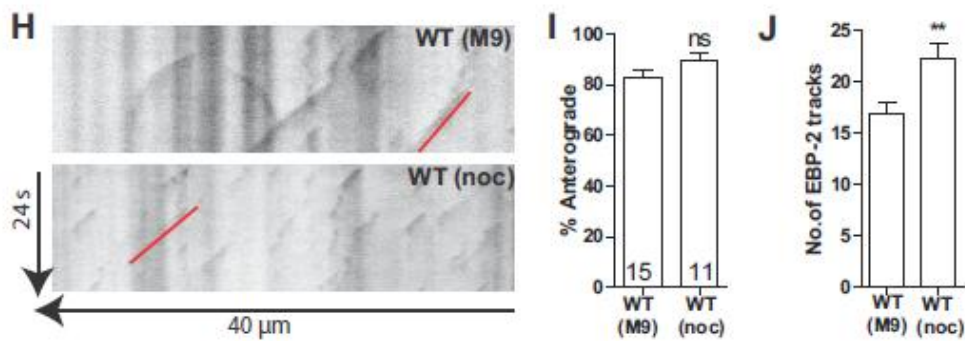 H
WT (M9)
WT (noc)
24 s
40 µm
I
% Anterograde
100
80
60
40
20
0
ns
15
11
WT
(M9)
WT
(noc)
J
No.of EBP-2 tracks
25
20
15
10
5
0
**
WT
(M9)
WT
(noc)